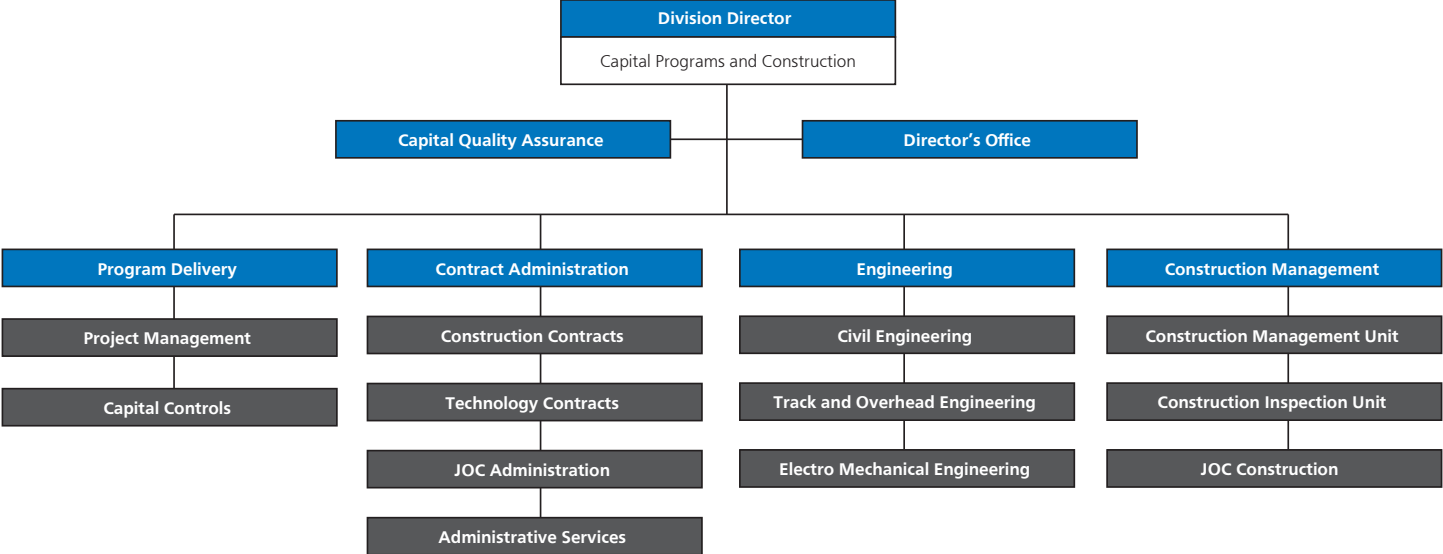 Division Director
Capital Programs and Construction
Capital Quality Assurance
Director’s Office
Program Delivery
Project Management
Capital Controls
Contract Administration
Construction Contracts
Technology Contracts
JOC Administration
Administrative Services
Engineering
Civil Engineering
Track and Overhead Engineering
Electro Mechanical Engineering
Construction Management
Construction Management Unit
Construction Inspection Unit
JOC Construction